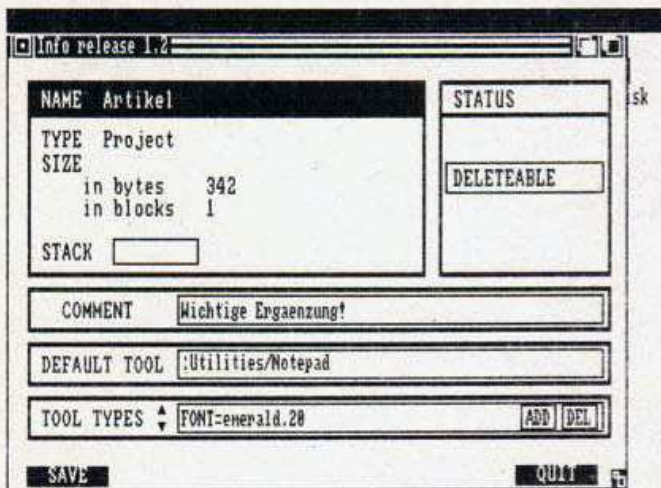 Info release 1.2
NAME Artikel
STATUS
isk
TYPE Project
SIZE
in bytes 342
in blocks 1
DELETEABLE
STACK
COMMENT Wichtige Ergaenzung!
DEFAULT TOOL :Utilities/Notepad
TOOL TYPES FONT=emerald.20 ADD DEL
SAVE QUIT